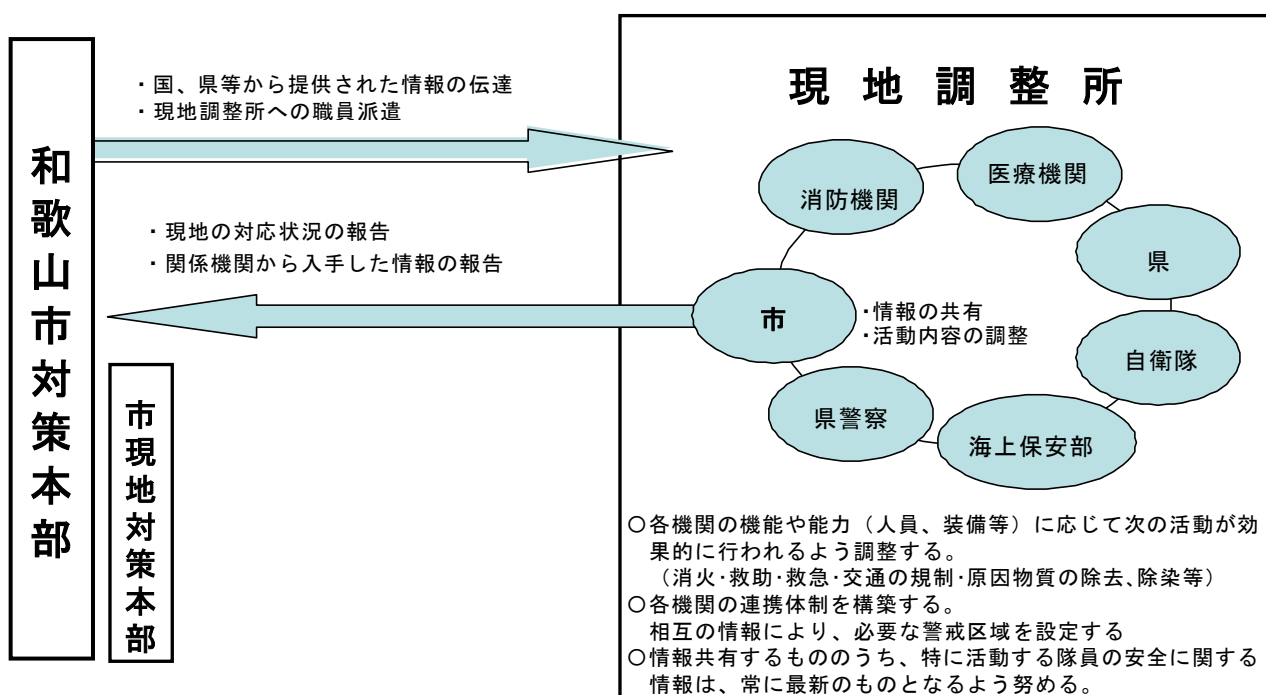 和歌山市対策本部
市現地対策本部
・国、県等から提供された情報の伝達
・現地調整所への職員派遣
・現地の対応状況の報告
・関係機関から入手した情報の報告
現地調整所
消防機関
医療機関
県
自衛隊
海上保安部
県警察
市
・情報の共有
・活動内容の調整
〇各機関の機能や能力（人員、装備等）に応じて次の活動が効
果的に行われるよう調整する。
（消火・救助・救急・交通の規制・原因物質の除去、除染等）
〇各機関の連携体制を構築する。
相互の情報により、必要な警戒区域を設定する
〇情報共有するもののうち、特に活動する隊員の安全に関する
情報は、常に最新のものとなるよう努める。